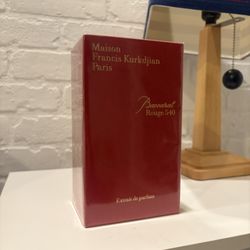 Maison
Francis Kurkdjian
Paris
Baccarat
Rouge 540
Extrait de parfum